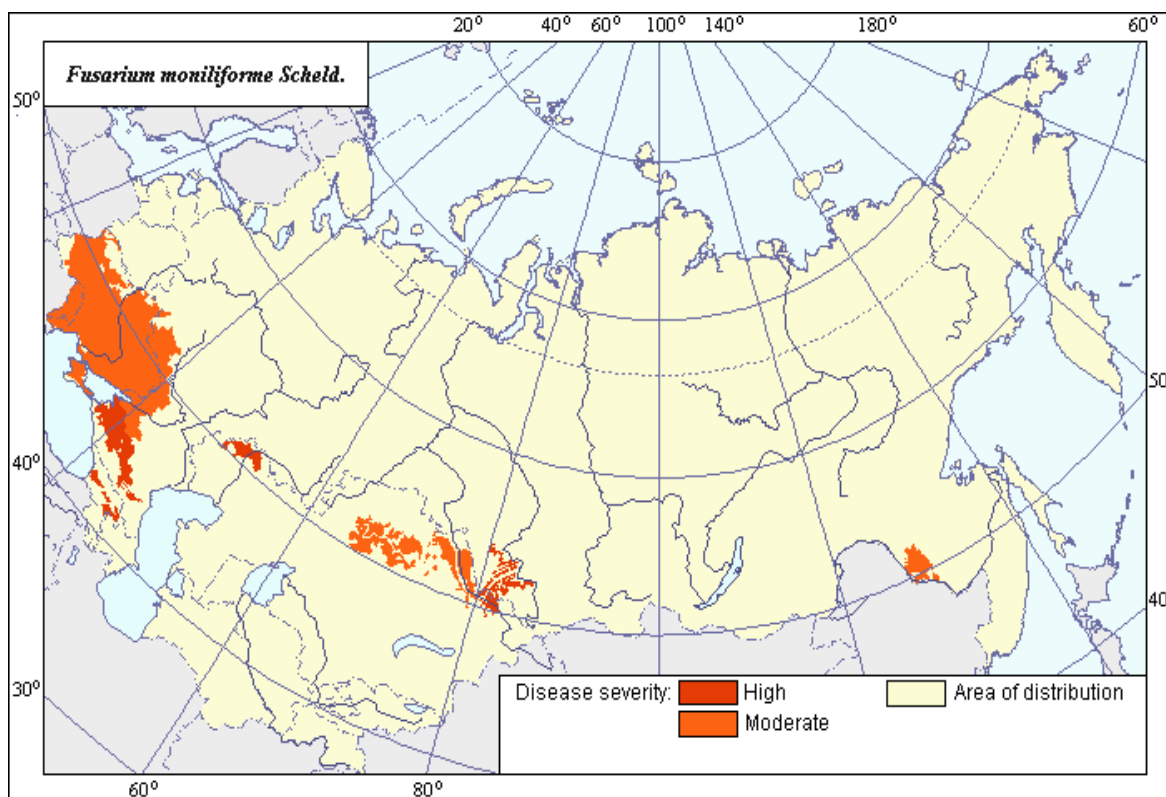 20° 40° 60° 100° 140° 180° 60°
Fusarium moniliforme Scheld.
50°
50
40°
40
30°
Disease severity: High Area of distribution
Moderate
60° 80°